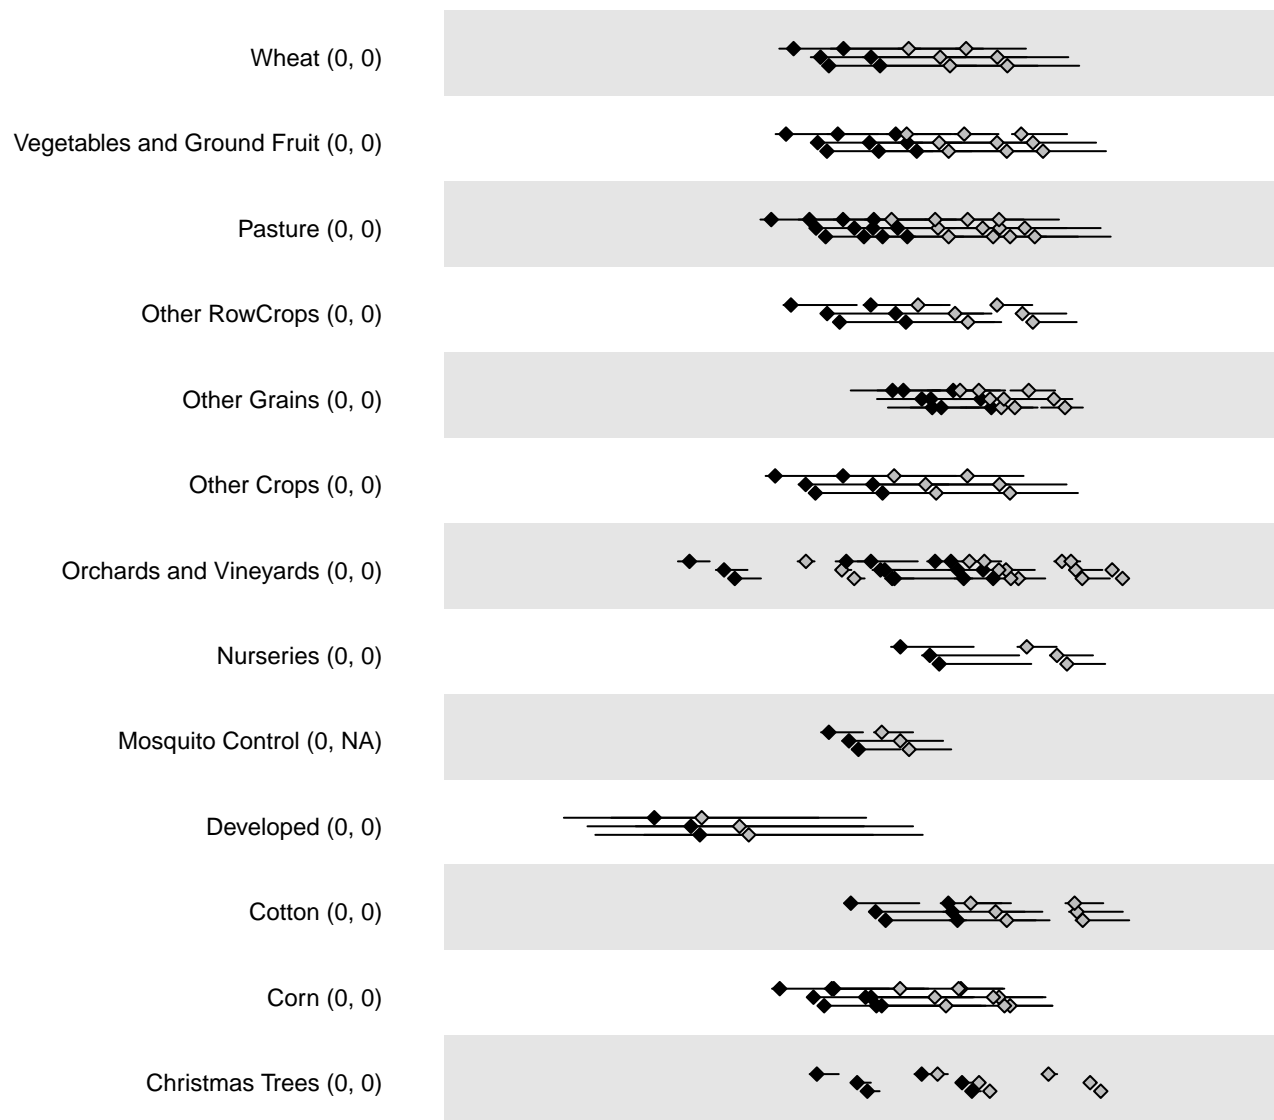 Wheat (0, 0)
Vegetables and Ground Fruit (0, 0)
Pasture (0, 0)
Other RowCrops (0, 0)
Other Grains (0, 0)
Other Crops (0, 0)
Orchards and Vineyards (0, 0)
Nurseries (0, 0)
Mosquito Control (0, NA)
Developed (0, 0)
Cotton (0, 0)
Corn (0, 0)
Christmas Trees (0, 0)